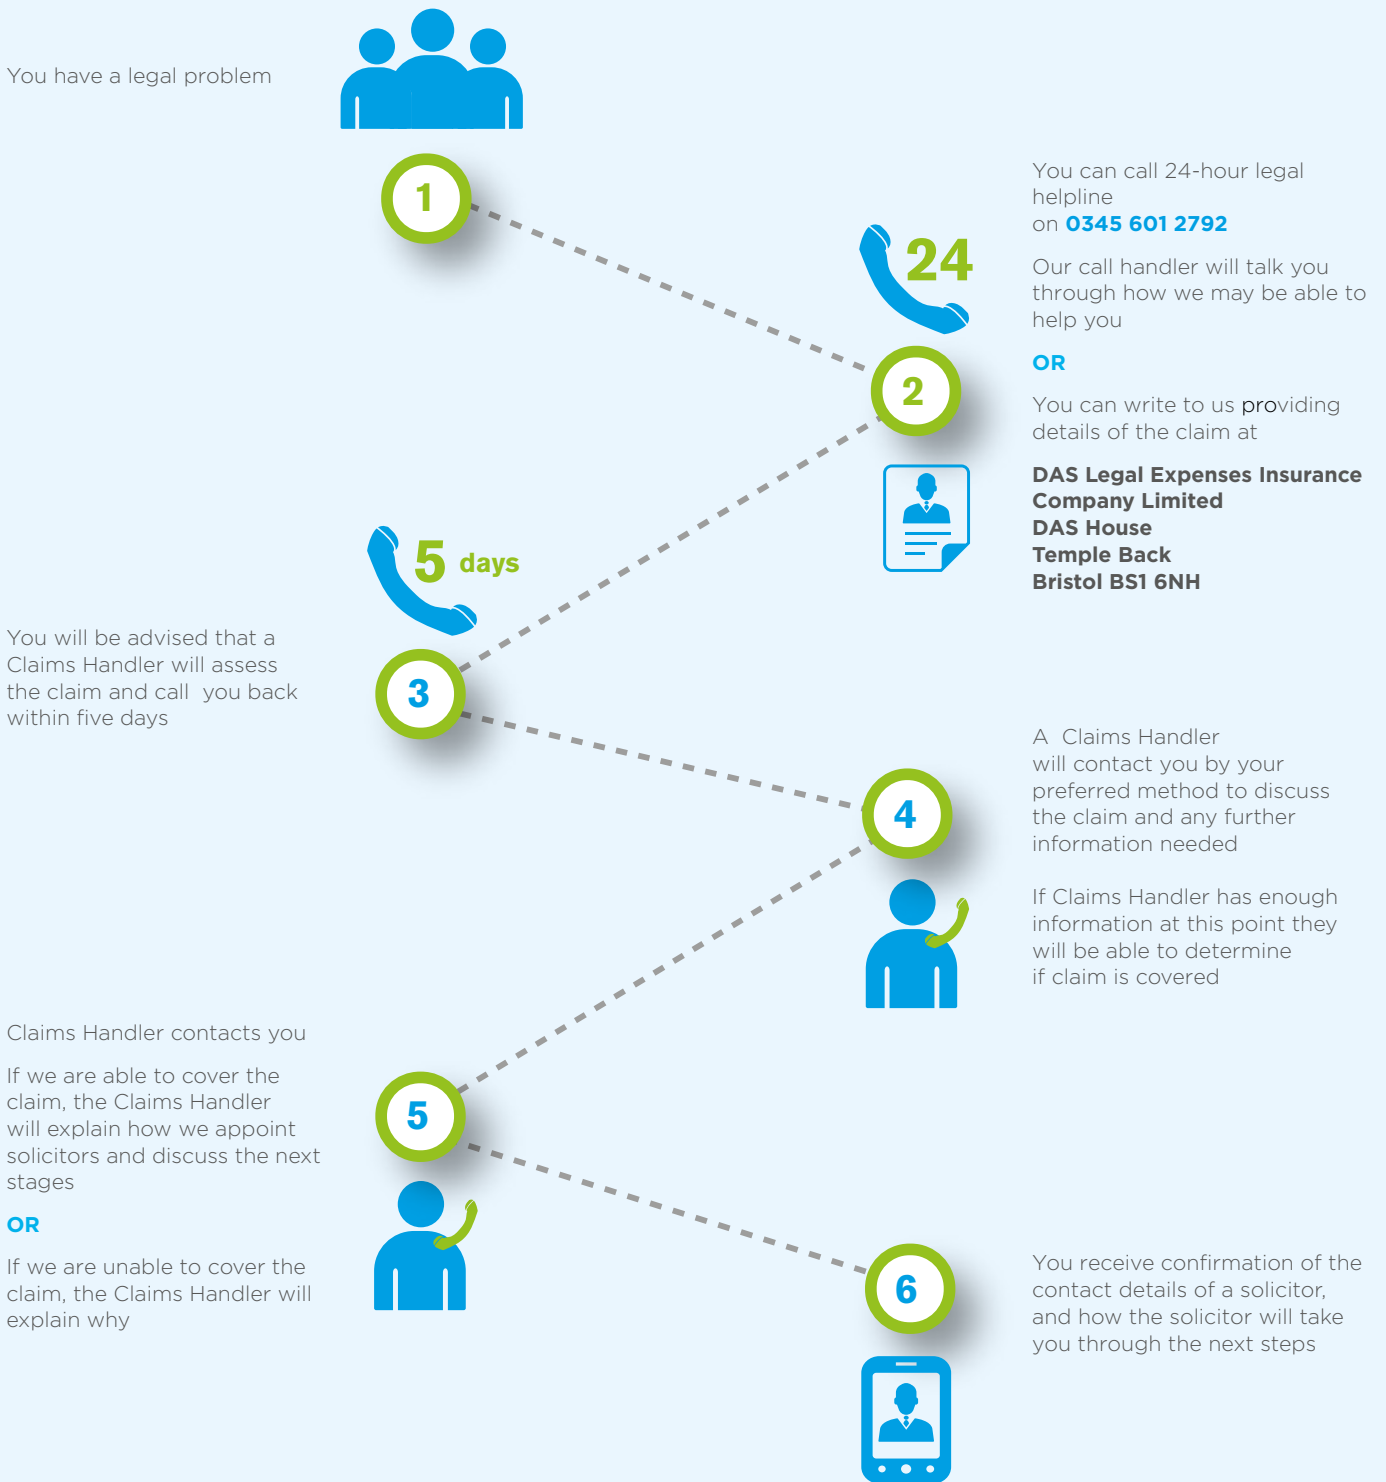 You have a legal problem
1
You can call 24-hour legal
helpline
on 0345 601 2792
Our call handler will talk you
through how we may be able to
help you
OR
You can write to us providing
details of the claim at
DAS Legal Expenses Insurance
Company Limited
DAS House
Temple Back
Bristol BS1 6NH
24
2
5 days
You will be advised that a
Claims Handler will assess
the claim and call  you back
within five days
3
A  Claims Handler
will contact you by your
preferred method to discuss
the claim and any further
information needed
If Claims Handler has enough
information at this point they
will be able to determine
if claim is covered
4
Claims Handler contacts you
If we are able to cover the
claim, the Claims Handler
will explain how we appoint
solicitors and discuss the next
stages
OR
If we are unable to cover the
claim, the Claims Handler will
explain why
5
6
You receive confirmation of the
contact details of a solicitor,
and how the solicitor will take
you through the next steps